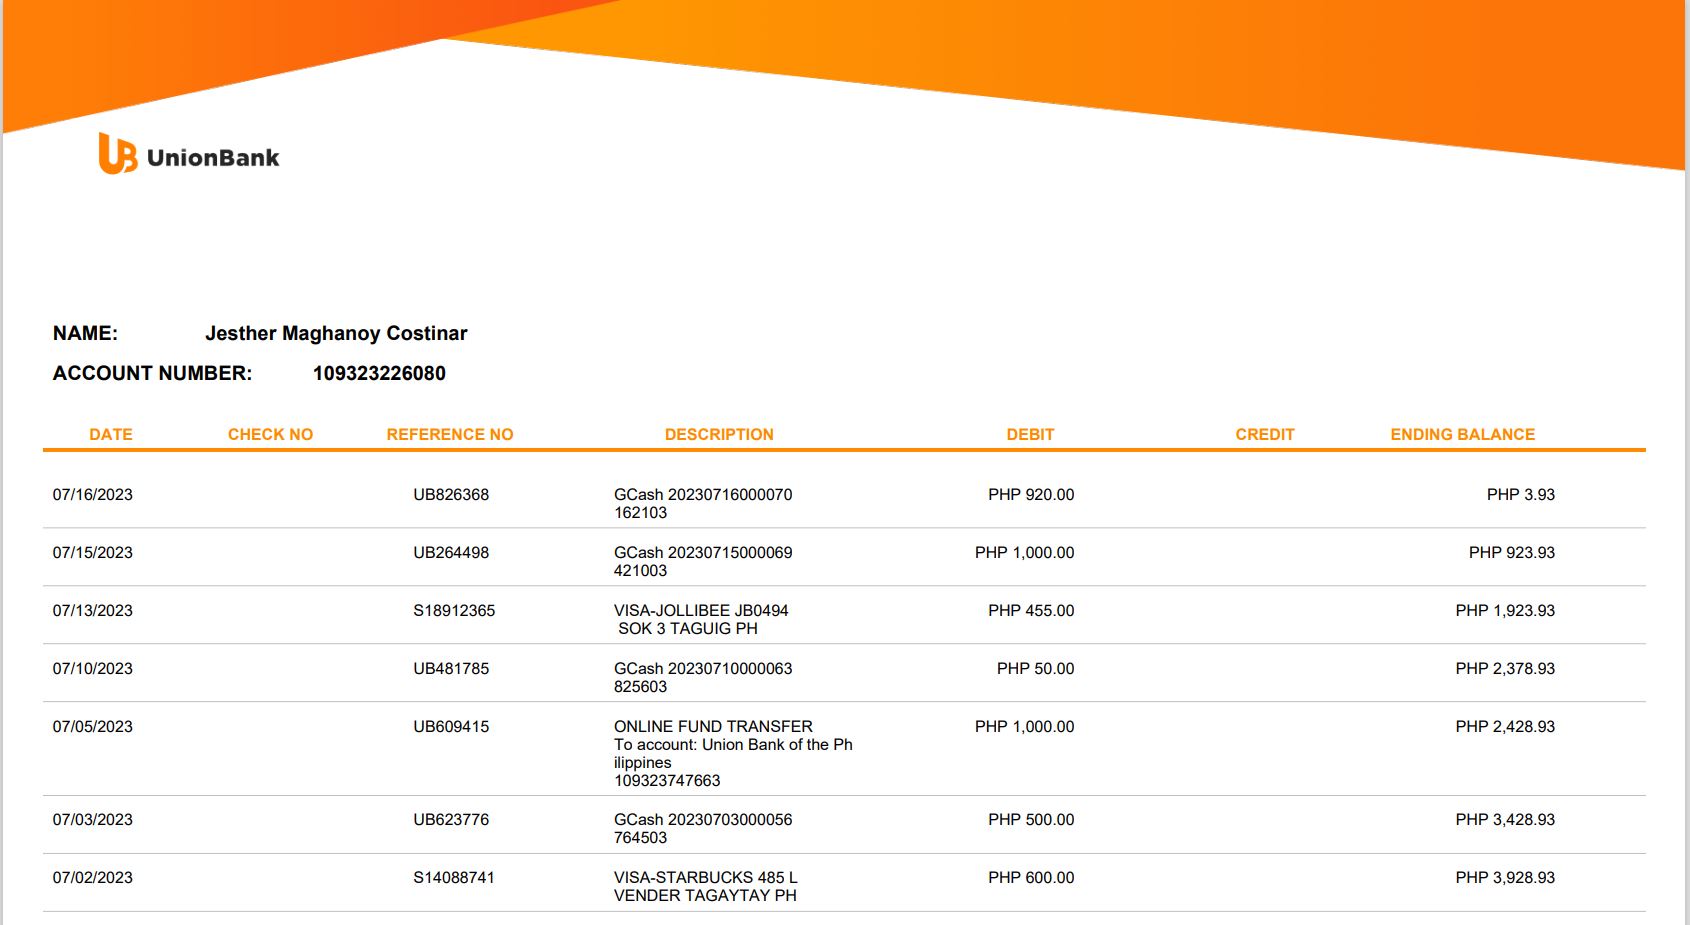 UB UnionBank
NAME: Jesther Maghanoy Costinar
ACCOUNT NUMBER: 109323226080
DATE CHECK NO REFERENCE NO DESCRIPTION DEBIT CREDIT ENDING BALANCE
07/16/2023 UB826368 GCash 20230716000070 PHP 920.00 PHP 3.93
162103
07/15/2023 UB264498 GCash 20230715000069 PHP 1,000.00 PHP 923.93
421003
07/13/2023 S18912365 VISA-JOLLIBEE JB0494 PHP 455.00 PHP 1,923.93
SOK 3 TAGUIG PH
07/10/2023 UB481785 GCash 20230710000063 PHP 50.00 PHP 2,378.93
825603
07/05/2023 UB609415 ONLINE FUND TRANSFER PHP 1,000.00 PHP 2,428.93
To account: Union Bank of the Ph
ilippines
109323747663
07/03/2023 UB623776 GCash 20230703000056 PHP 500.00 PHP 3,428.93
764503
07/02/2023 S14088741 VISA-STARBUCKS 485 L PHP 600.00 PHP 3,928.93
VENDER TAGAYTAY PH